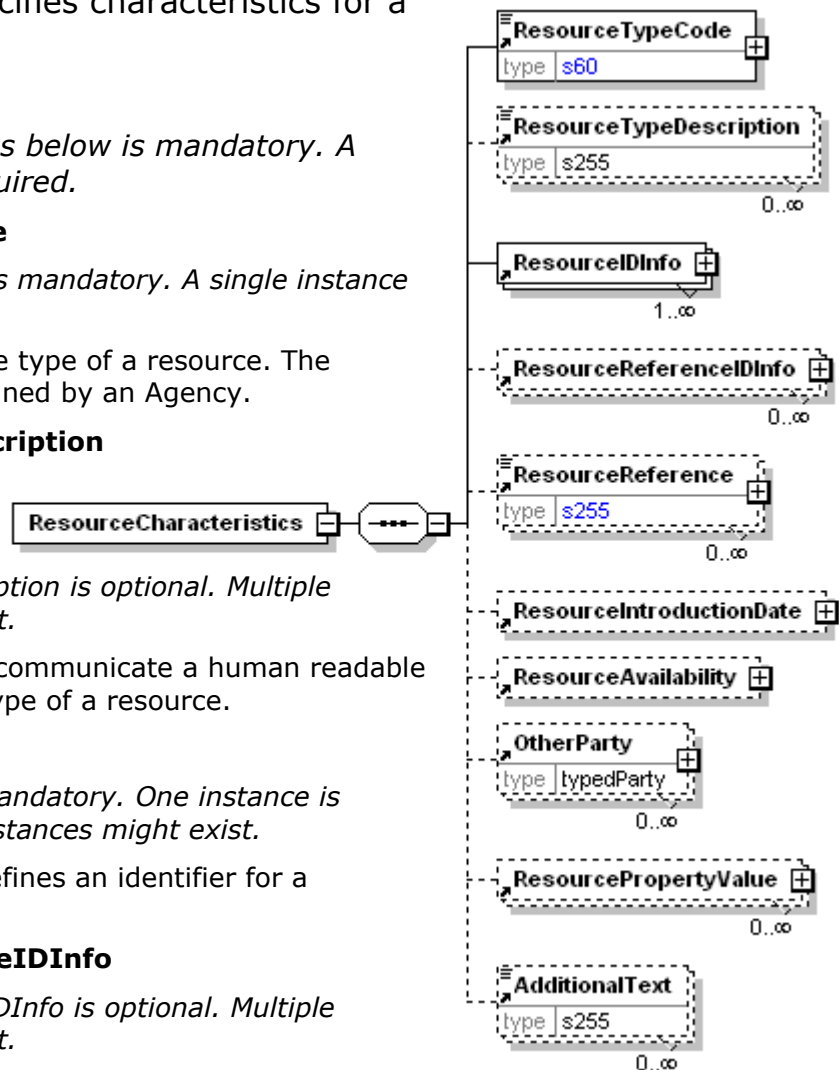 cifies characteristics for a
s below is mandatory. A
uired.
e
s mandatory. A single instance
e type of a resource. The
ned by an Agency.
cription
ption is optional. Multiple
t.
communicate a human readable
ype of a resource.
andatory. One instance is
stances might exist.
efines an identifier for a
eIDInfo
DInfo is optional. Multiple
t.
ResourceCharacteristics
ResourceTypeCode
type s60
ResourceTypeDescription
type s255
0..∞
ResourceIDInfo
1..∞
ResourceReferenceIDInfo
0..∞
ResourceReference
type s255
0..∞
ResourceIntroductionDate
ResourceAvailability
OtherParty
type typedParty
0..∞
ResourcePropertyValue
0..∞
AdditionalText
type s255
0..∞